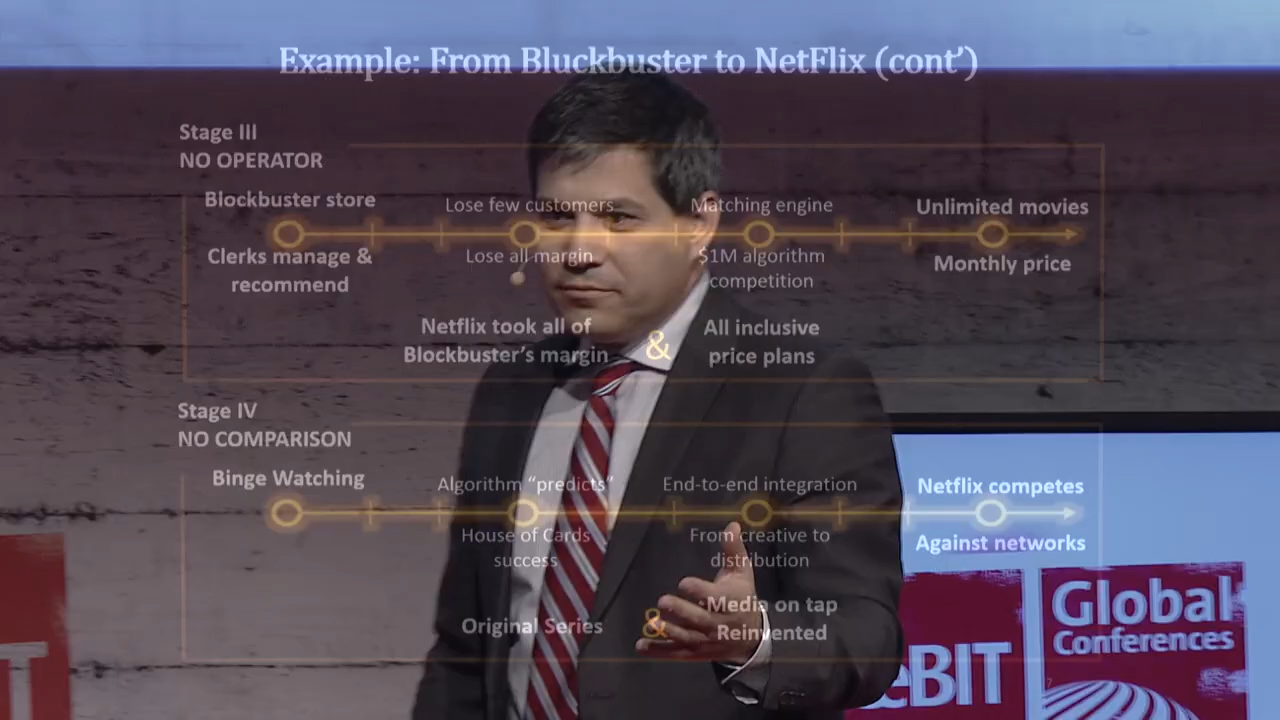 Example: From Bluckbuster to NetFlix (cont’)
Stage III
NO OPERATOR
Blockbuster store
Lose few customers
Matching engine
Unlimited movies
Clerks manage &
recommend
Lose all margin
$1M algorithm
competition
Monthly price
Netflix took all of
Blockbuster’s margin
&
All inclusive
price plans
Stage IV
NO COMPARISON
Binge Watching
Algorithm “predicts”
End-to-end integration
Netflix competes
House of Cards
success
From creative to
distribution
Against networks
Original Series
&
Media on tap
Reinvented
Global
Conferences
eBIT
T
7